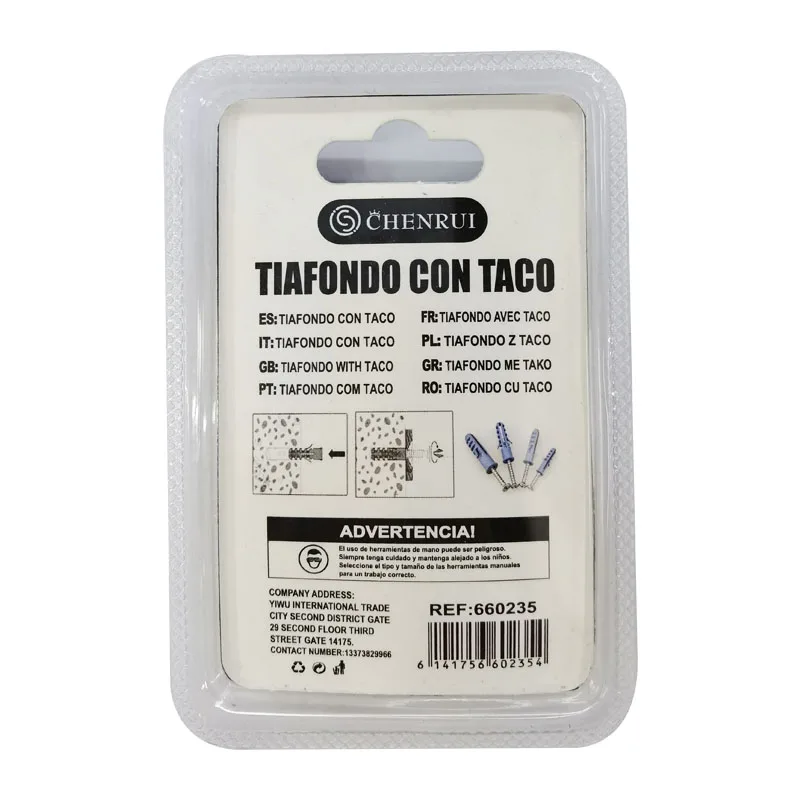 CHENRUI
TIAFONDO CON TACO
ES: TIAFONDO CON TACO
FR: TIAFONDO AVEC TACO
IT: TIAFONDO CON TACO
PL: TIAFONDO Z TACO
GB: TIAFONDO WITH TACO
GR: TIAFONDO ME TAKO
PT: TIAFONDO COM TACO
RO: TIAFONDO CU TACO
ADVERTENCIA!
El uso de herramientas de mano puede ser peligroso.
Siempre tenga cuidado y mantenga alejado a los niños.
Seleccione el tipo y tamaño de las herramientas manuales
para un trabajo correcto.
COMPANY ADDRESS:
YIWU INTERNATIONAL TRADE
CITY SECOND DISTRICT GATE
29 SECOND FLOOR THIRD
STREET GATE 14175.
CONTACT NUMBER:13373829966
REF:660235
6 141756 602354